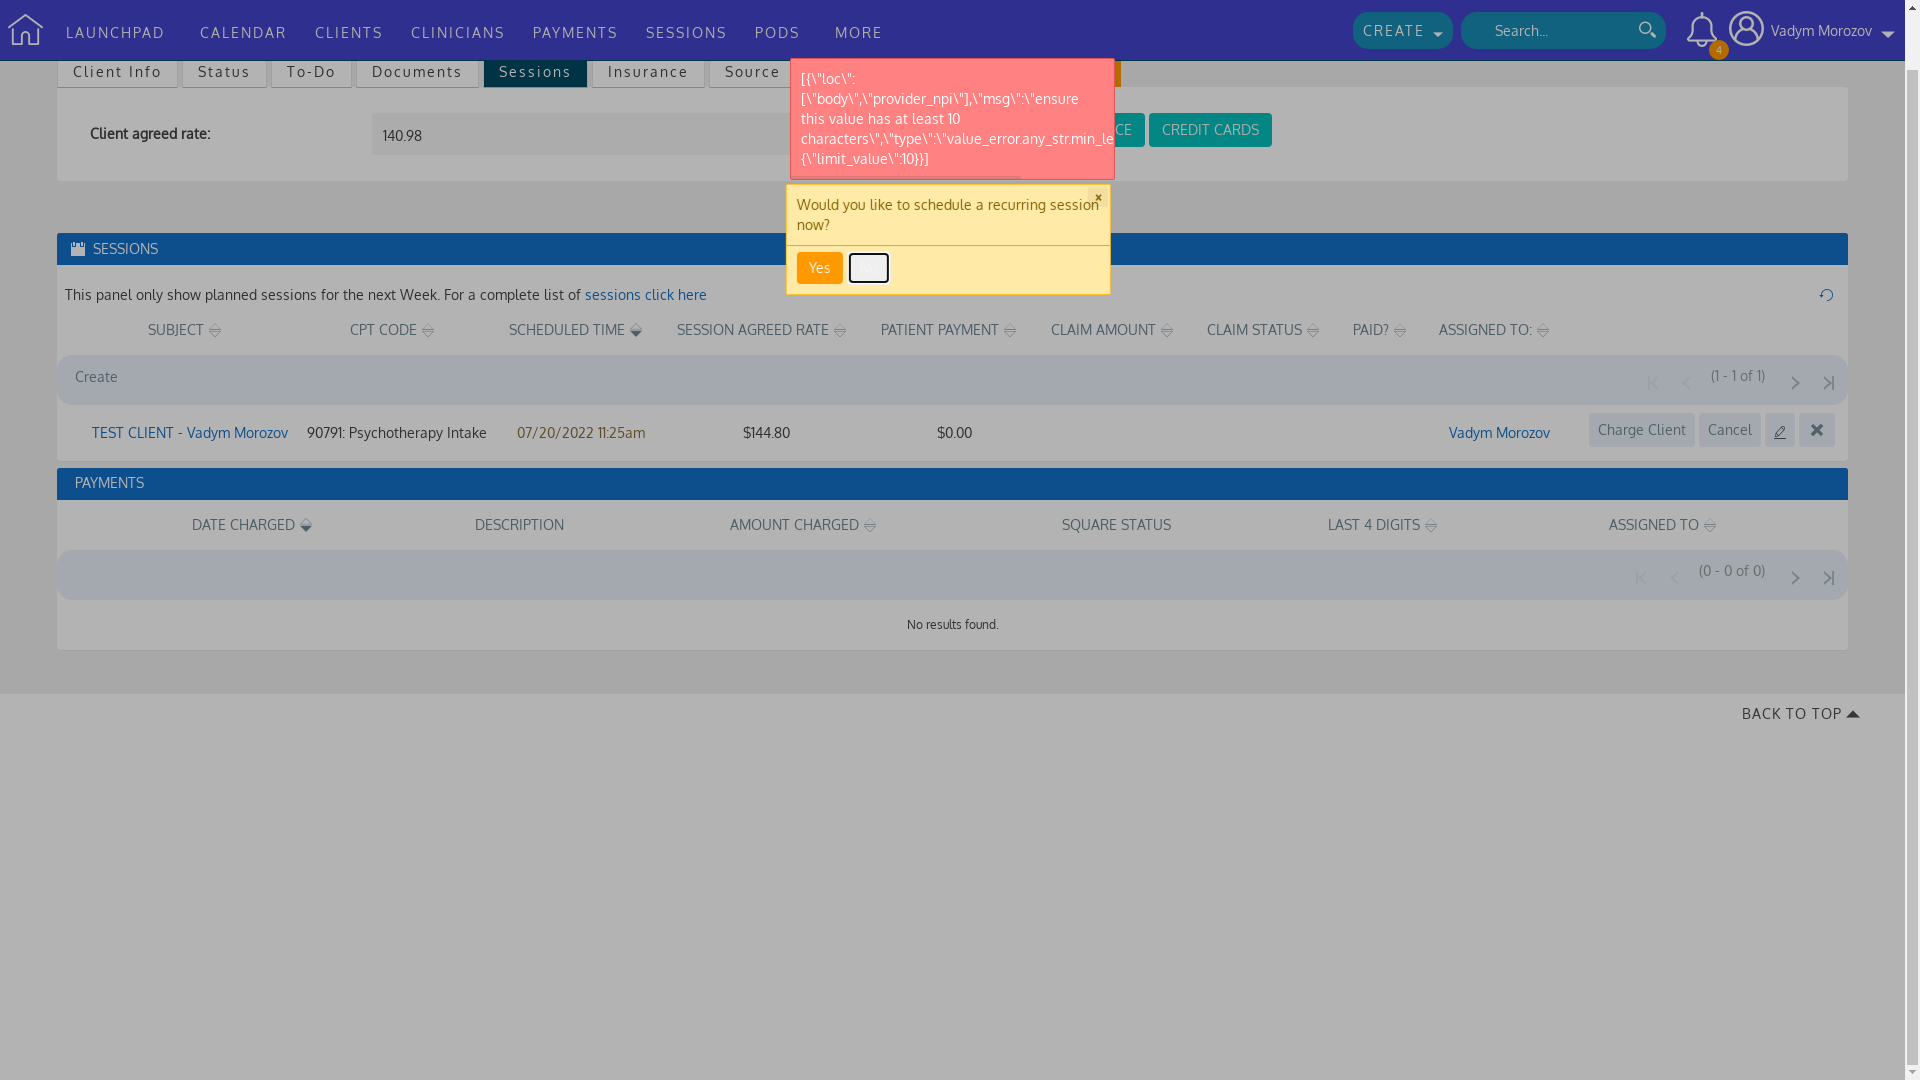 LAUNCHPAD CALENDAR CLIENTS CLINICIANS PAYMENTS SESSIONS PODS MORE CREATE Search... 4 Vadym Morozov
Client Info Status To-Do Documents Sessions Insurance Source
[{\"loc\":
[\"body\",\"provider_npi\"],\"msg\":\"ensure
this value has at least 10
characters\",\"type\":\"value_error.any_str.min_le
{\"limit_value\":10}}]
Client agreed rate: 140.98 CE CREDIT CARDS
Would you like to schedule a recurring session
now?
x
Yes
SESSIONS
This panel only show planned sessions for the next Week. For a complete list of sessions click here
SUBJECT CPT CODE SCHEDULED TIME SESSION AGREED RATE PATIENT PAYMENT CLAIM AMOUNT CLAIM STATUS PAID? ASSIGNED TO:
Create (1 - 1 of 1)
TEST CLIENT - Vadym Morozov 90791: Psychotherapy Intake 07/20/2022 11:25am $144.80 $0.00 Vadym Morozov Charge Client Cancel
PAYMENTS
DATE CHARGED DESCRIPTION AMOUNT CHARGED SQUARE STATUS LAST 4 DIGITS ASSIGNED TO
(0 - 0 of 0)
No results found.
BACK TO TOP